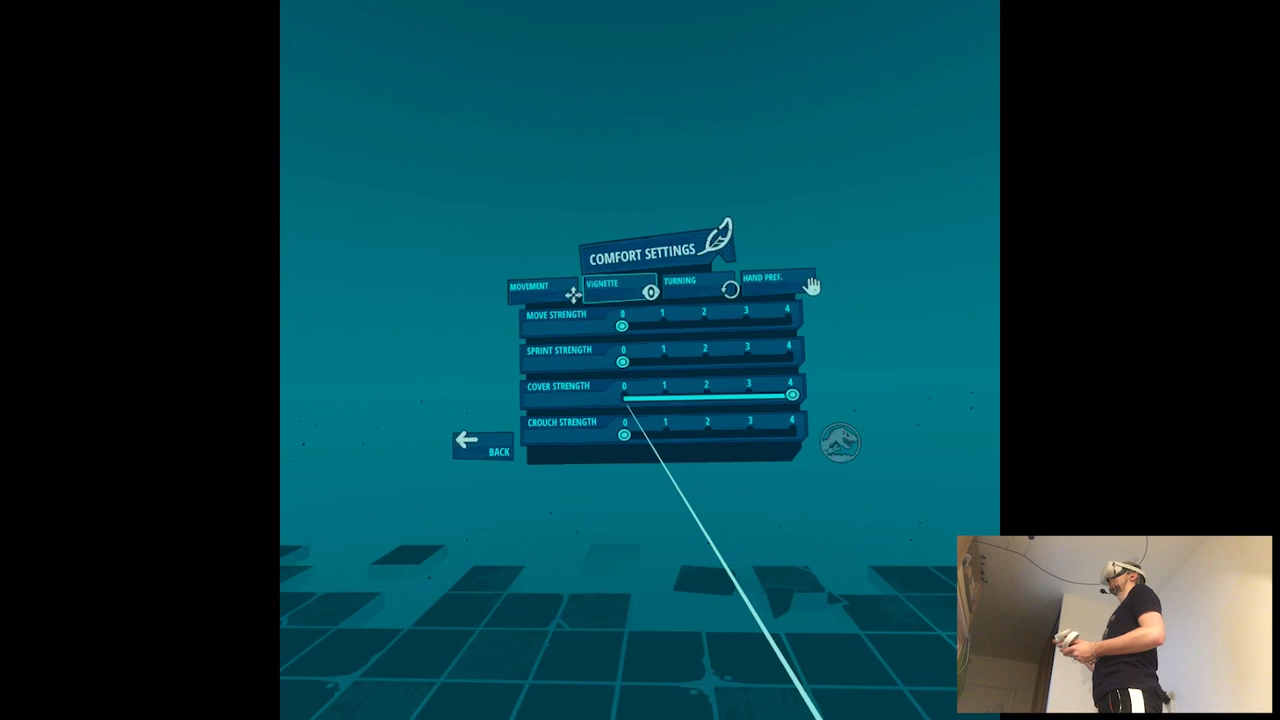 COMFORT SETTINGS
MOVEMENT
VIGNETTE
TURNING
HAND PREF.
MOVE STRENGTH 0 1 2 3 4
SPRINT STRENGTH 0 1 2 3 4
COVER STRENGTH 0 1 2 3 4
CROUCH STRENGTH 0 1 2 3 4
BACK